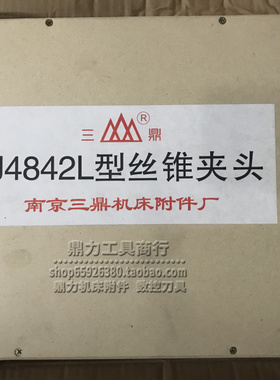 三 ® 鼎
J4842L型丝锥夹头
南京三鼎机床附件厂
鼎力工具商行
shop65926380.taobao.com
鼎力机床附件 数控刀具